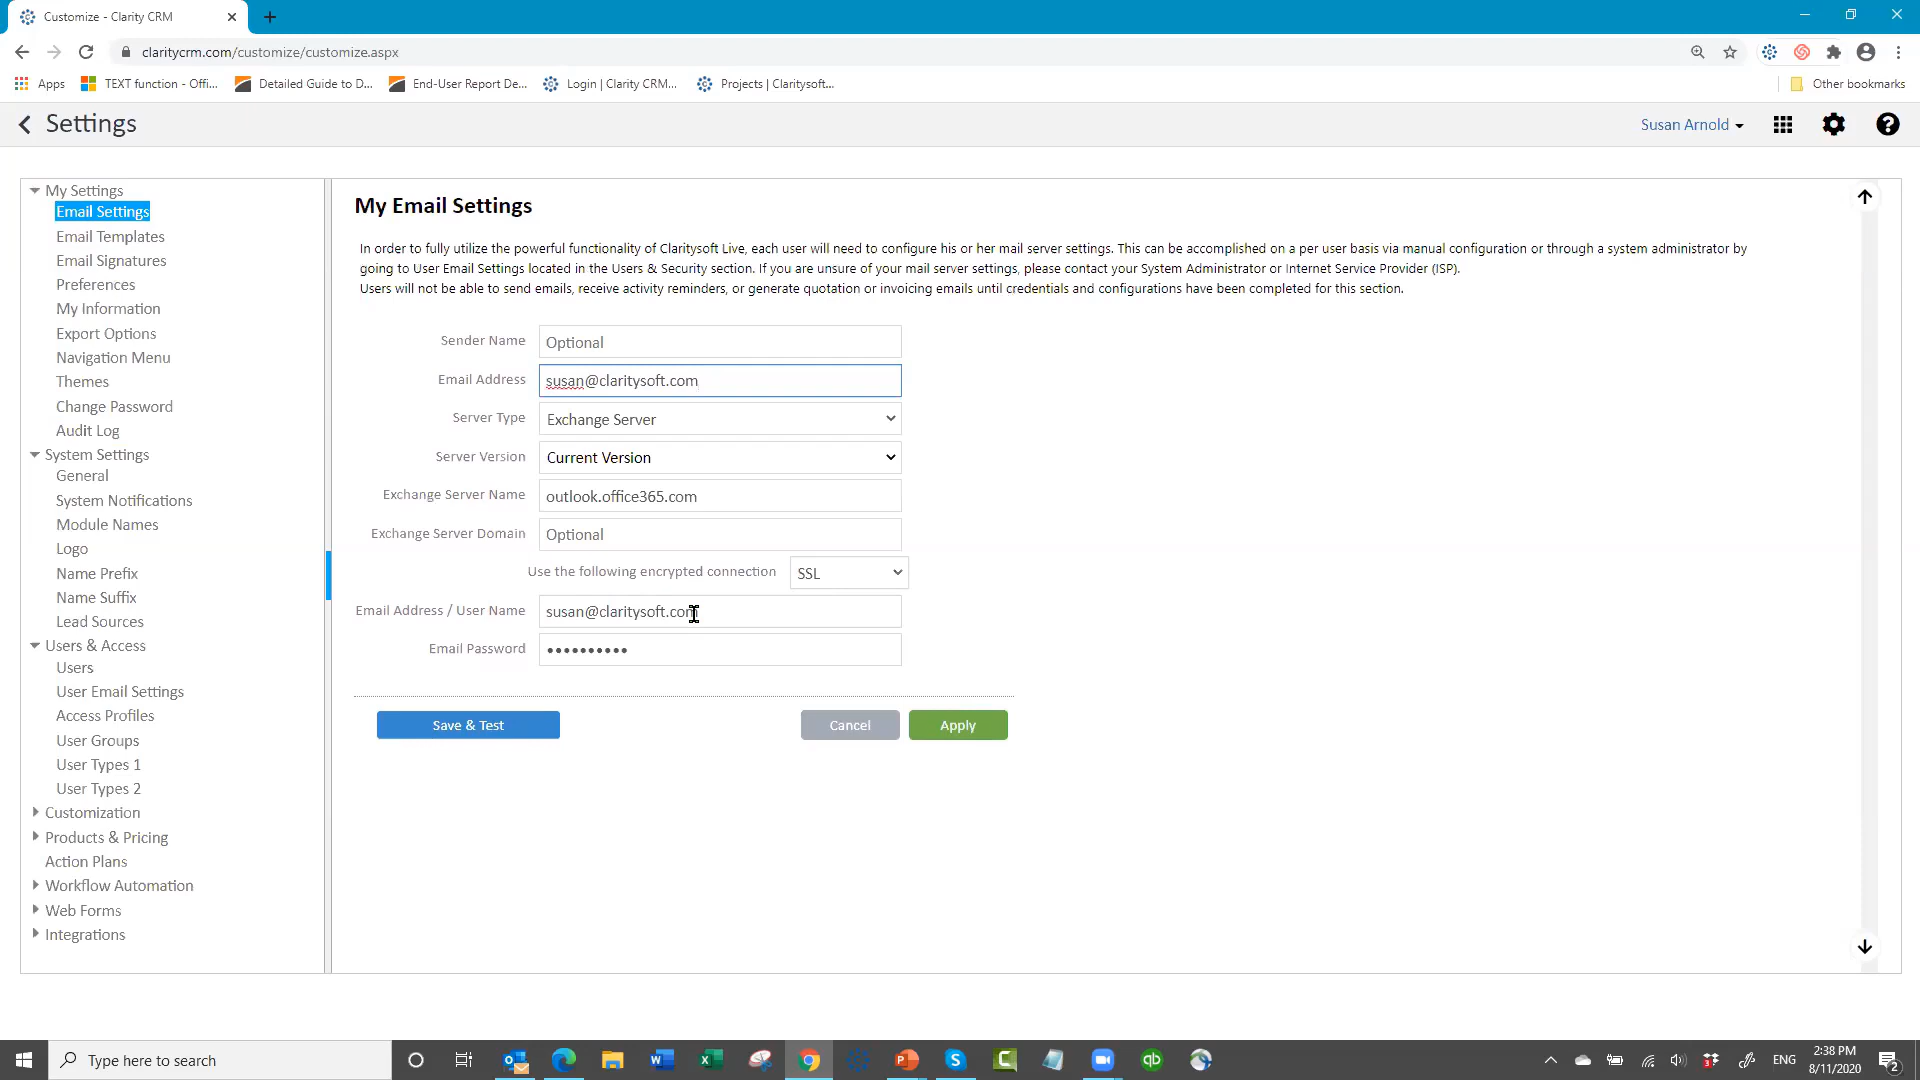 Customize - Clarity CRM
claritycrm.com/customize/customize.aspx
Apps
TEXT function - Offi...
Detailed Guide to D...
End-User Report De...
Login | Clarity CRM...
Projects | Claritysoft...
Other bookmarks
Settings
Susan Arnold
My Settings
Email Settings
Email Templates
Email Signatures
Preferences
My Information
Export Options
Navigation Menu
Themes
Change Password
Audit Log
System Settings
General
System Notifications
Module Names
Logo
Name Prefix
Name Suffix
Lead Sources
Users & Access
Users
User Email Settings
Access Profiles
User Groups
User Types 1
User Types 2
Customization
Products & Pricing
Action Plans
Workflow Automation
Web Forms
Integrations
My Email Settings
In order to fully utilize the powerful functionality of Claritysoft Live, each user will need to configure his or her mail server settings. This can be accomplished on a per user basis via manual configuration or through a system administrator by
going to User Email Settings located in the Users & Security section. If you are unsure of your mail server settings, please contact your System Administrator or Internet Service Provider (ISP).
Users will not be able to send emails, receive activity reminders, or generate quotation or invoicing emails until credentials and configurations have been completed for this section.
Sender Name Optional
Email Address susan@claritysoft.com
Server Type Exchange Server
Server Version Current Version
Exchange Server Name outlook.office365.com
Exchange Server Domain Optional
Use the following encrypted connection SSL
Email Address / User Name susan@claritysoft.com
Email Password ••••••••••
Save & Test Cancel Apply
Type here to search
ENG
2:38 PM
8/11/2020